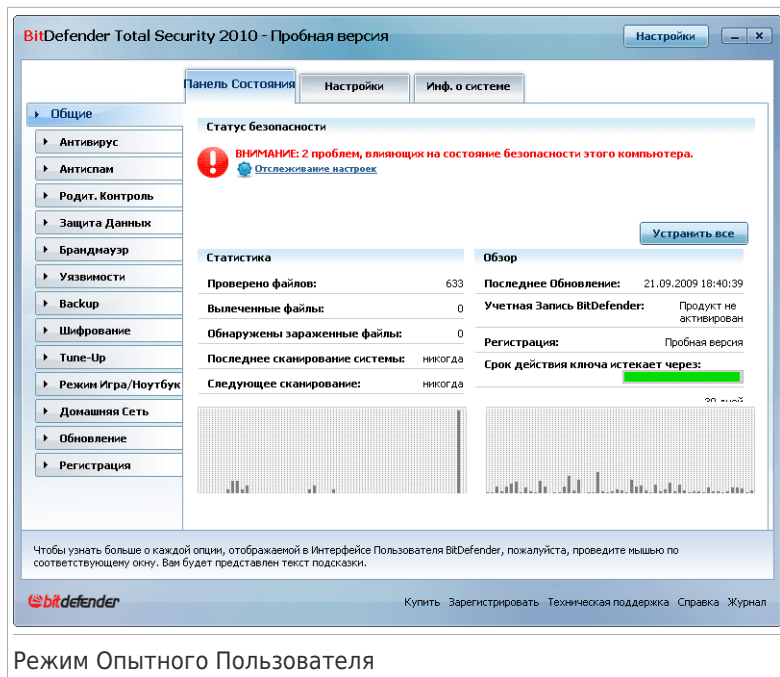 BitDefender Total Security 2010 - Пробная версия
Настройки
Панель Состояния
Настройки
Инф. о системе
Общие
Антивирус
Антиспам
Родит. Контроль
Защита Данных
Брандмауэр
Уязвимости
Backup
Шифрование
Tune-Up
Режим Игра/Ноутбук
Домашняя Сеть
Обновление
Регистрация
Статус безопасности
ВНИМАНИЕ: 2 проблем, влияющих на состояние безопасности этого компьютера.
Отслеживание настроек
Устранить все
Статистика
Проверено файлов: 633
Вылеченные файлы: 0
Обнаружены зараженные файлы: 0
Последнее сканирование системы: никогда
Следующее сканирование: никогда
Обзор
Последнее Обновление: 21.09.2009 18:40:39
Учетная Запись BitDefender: Продукт не
активирован
Регистрация: Пробная версия
Срок действия ключа истекает через:
30 дней
Чтобы узнать больше о каждой опции, отображаемой в Интерфейсе Пользователя BitDefender, пожалуйста, проведите мышью по
соответствующему окну. Вам будет представлен текст подсказки.
bitdefender
Купить Зарегистрировать Техническая поддержка Справка Журнал
Режим Опытного Пользователя